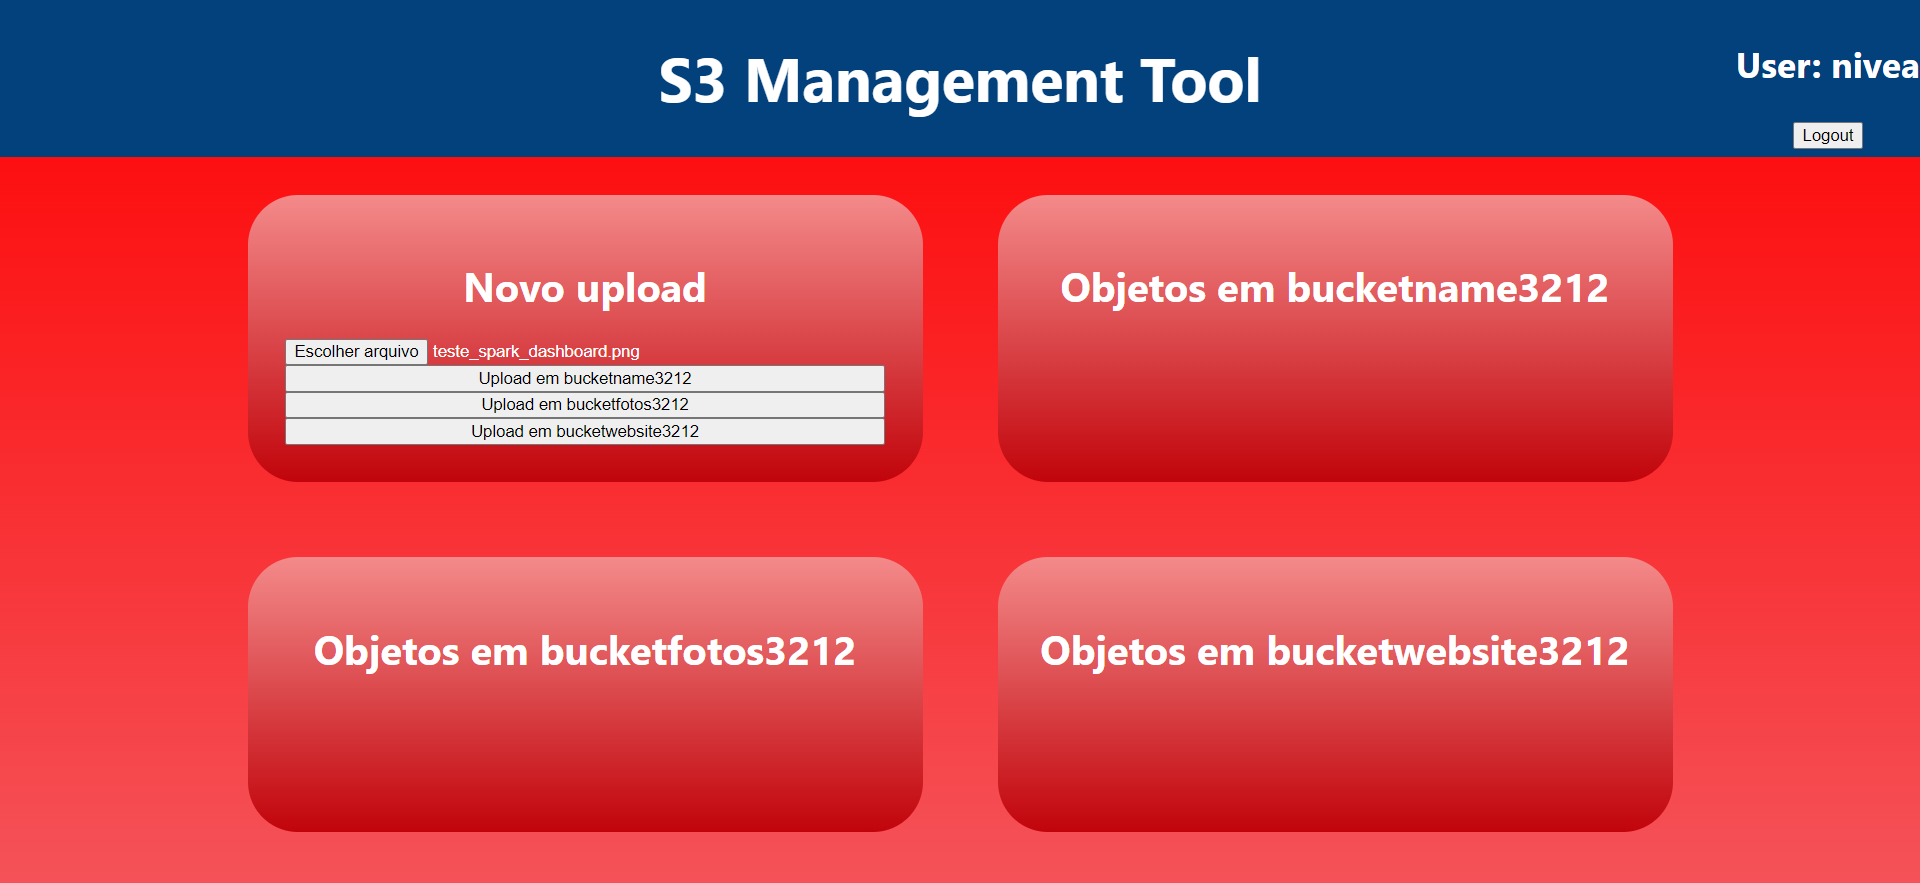 S3 Management Tool
User: nivea
Logout
Novo upload
Escolher arquivo teste_spark_dashboard.png
Upload em bucketname3212
Upload em bucketfotos3212
Upload em bucketwebsite3212
Objetos em bucketname3212
Objetos em bucketfotos3212
Objetos em bucketwebsite3212